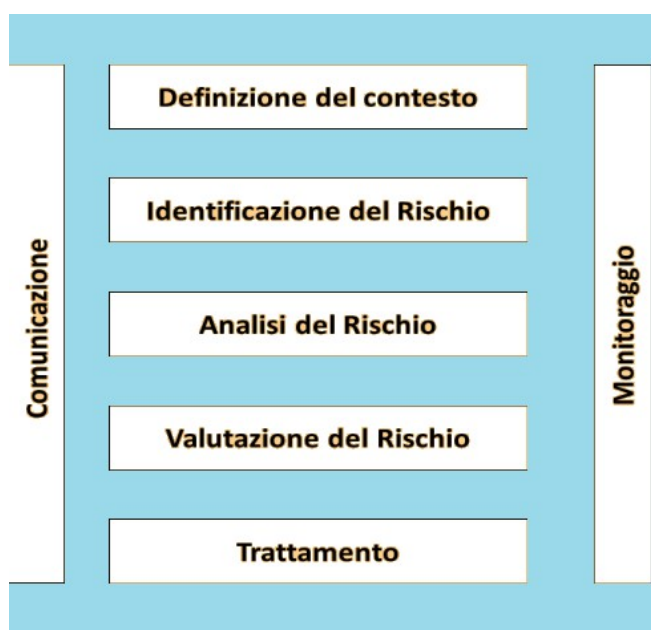 Definizione del contesto
Identificazione del Rischio
Analisi del Rischio
Valutazione del Rischio
Trattamento
Comunicazione
Monitoraggio